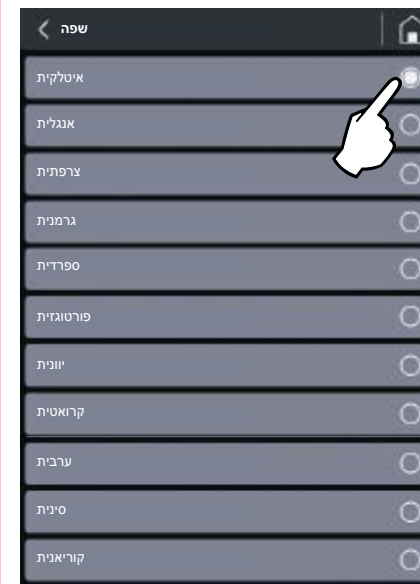 שפה
איטלקית
אנגלית
צרפתית
גרמנית
ספרדית
פורטוגזית
יוונית
קרואטית
ערבית
סינית
קוריאנית